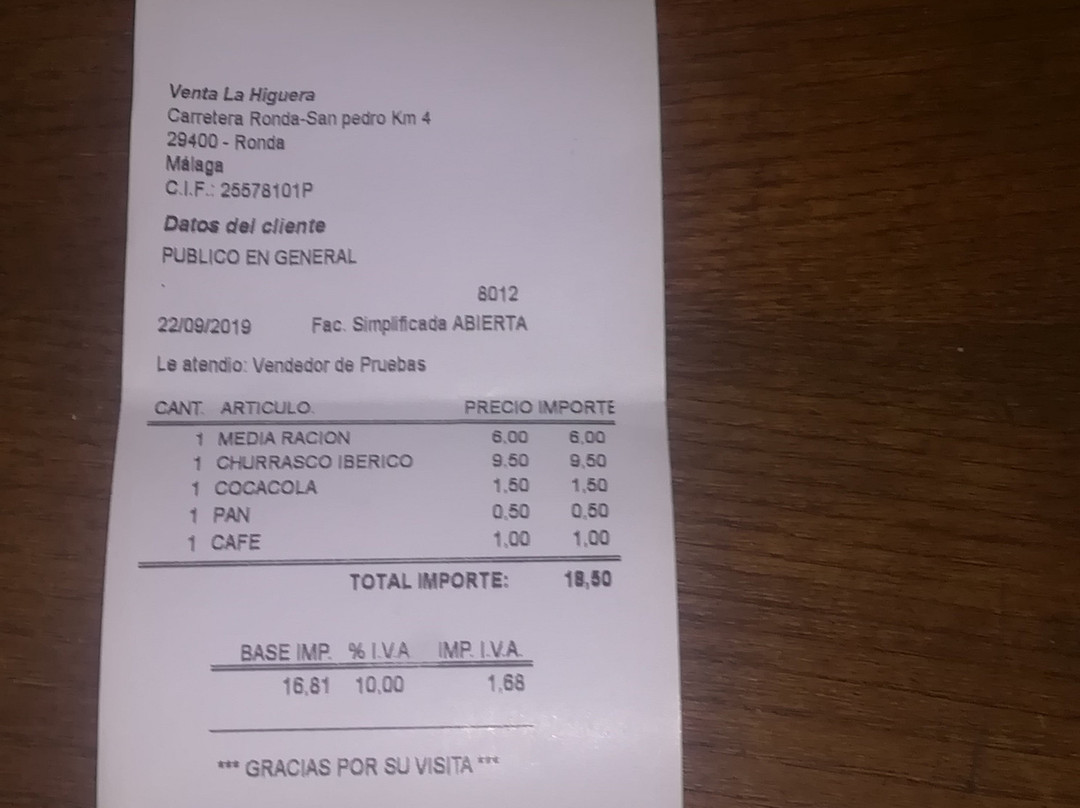 Venta La Higuera
Carretera Ronda-San pedro Km 4
29400 - Ronda
Málaga
C.I.F.: 25578101P
Datos del cliente
PUBLICO EN GENERAL
8012
22/09/2019 Fac. Simplificada ABIERTA
Le atendio: Vendedor de Pruebas
CANT. ARTICULO. PRECIO IMPORTE
1 MEDIA RACION 6,00 6,00
1 CHURRASCO IBERICO 9,50 9,50
1 COCACOLA 1,50 1,50
1 PAN 0,50 0,50
1 CAFE 1,00 1,00
TOTAL IMPORTE: 18,50
BASE IMP. % I.V.A IMP. I.V.A.
16,81 10,00 1,68
*** GRACIAS POR SU VISITA ***